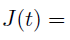 J(t) =